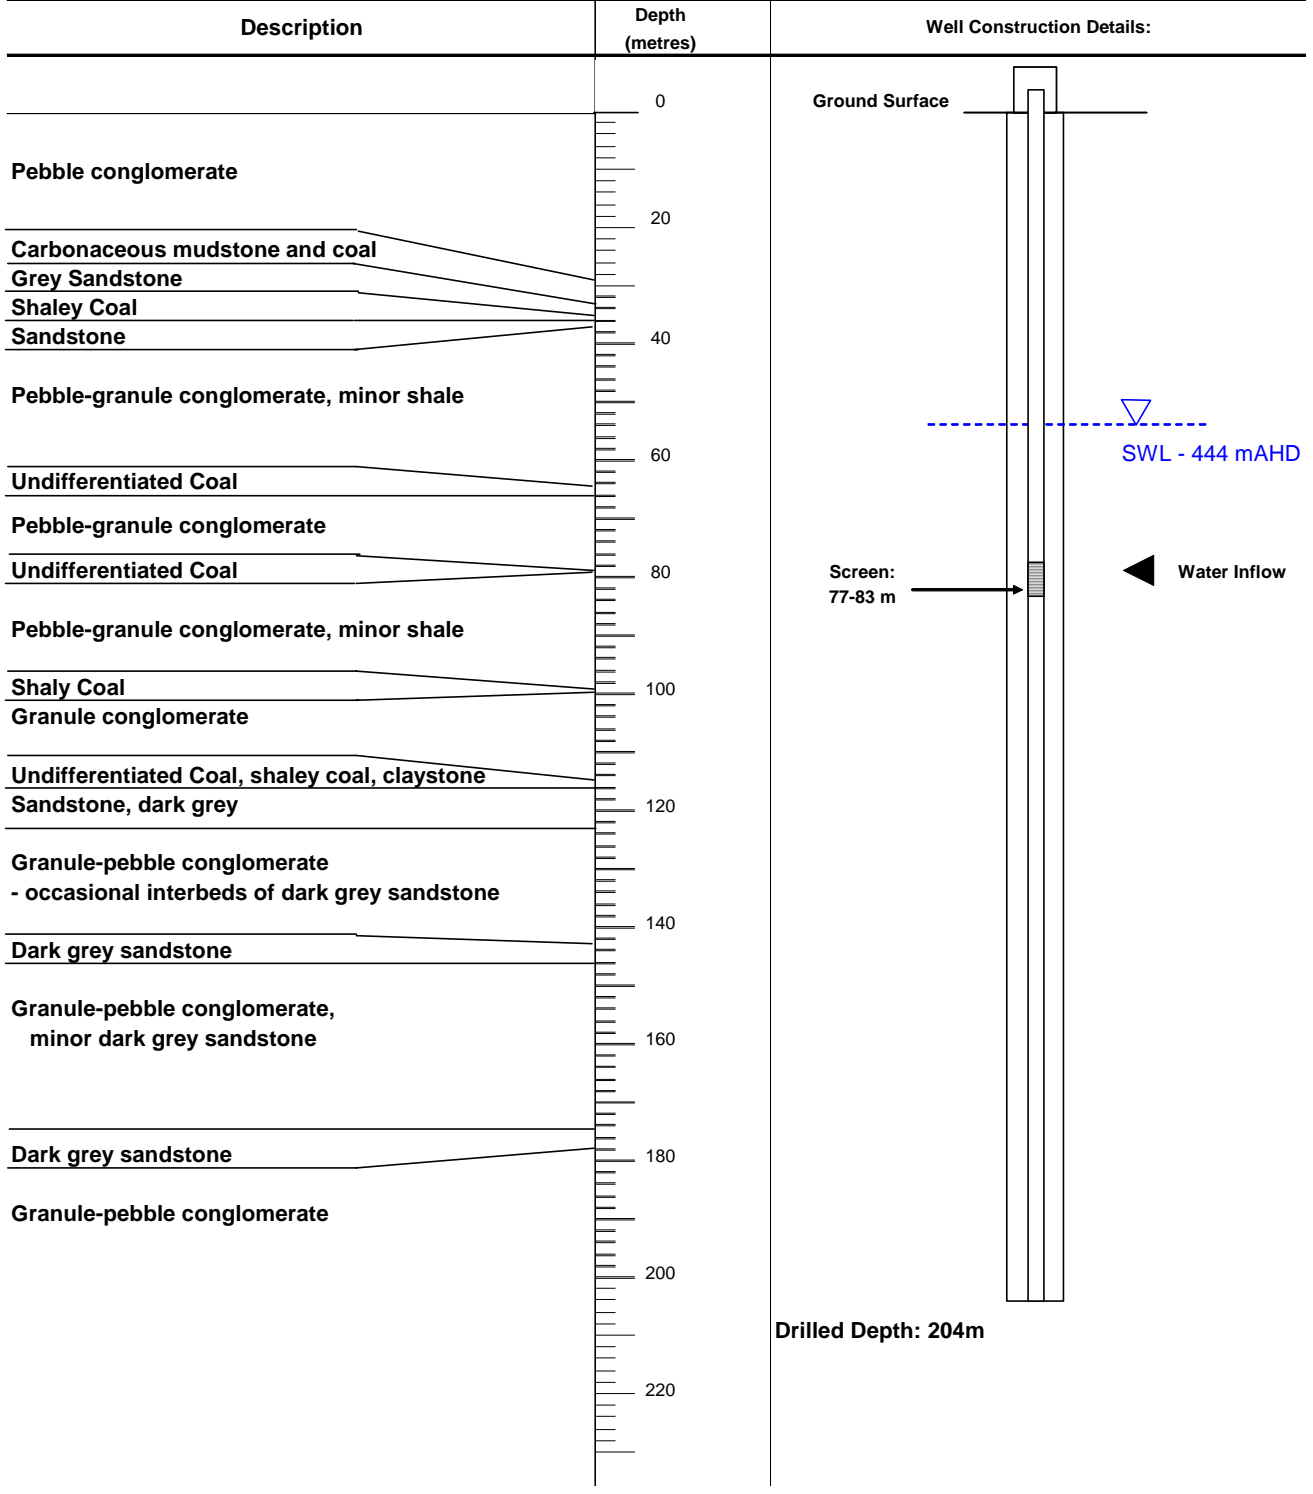 Description
Depth
(metres)
Well Construction Details:
0
Ground Surface
Pebble conglomerate
20
Carbonaceous mudstone and coal
Grey Sandstone
Shaley Coal
Sandstone
40
Pebble-granule conglomerate, minor shale
SWL - 444 mAHD
60
Undifferentiated Coal
Pebble-granule conglomerate
Undifferentiated Coal
80
Screen:
77-83 m
Water Inflow
Pebble-granule conglomerate, minor shale
Shaly Coal
100
Granule conglomerate
Undifferentiated Coal, shaley coal, claystone
Sandstone, dark grey
120
Granule-pebble conglomerate
- occasional interbeds of dark grey sandstone
140
Dark grey sandstone
Granule-pebble conglomerate,
minor dark grey sandstone
160
Dark grey sandstone
180
Granule-pebble conglomerate
200
Drilled Depth: 204m
220